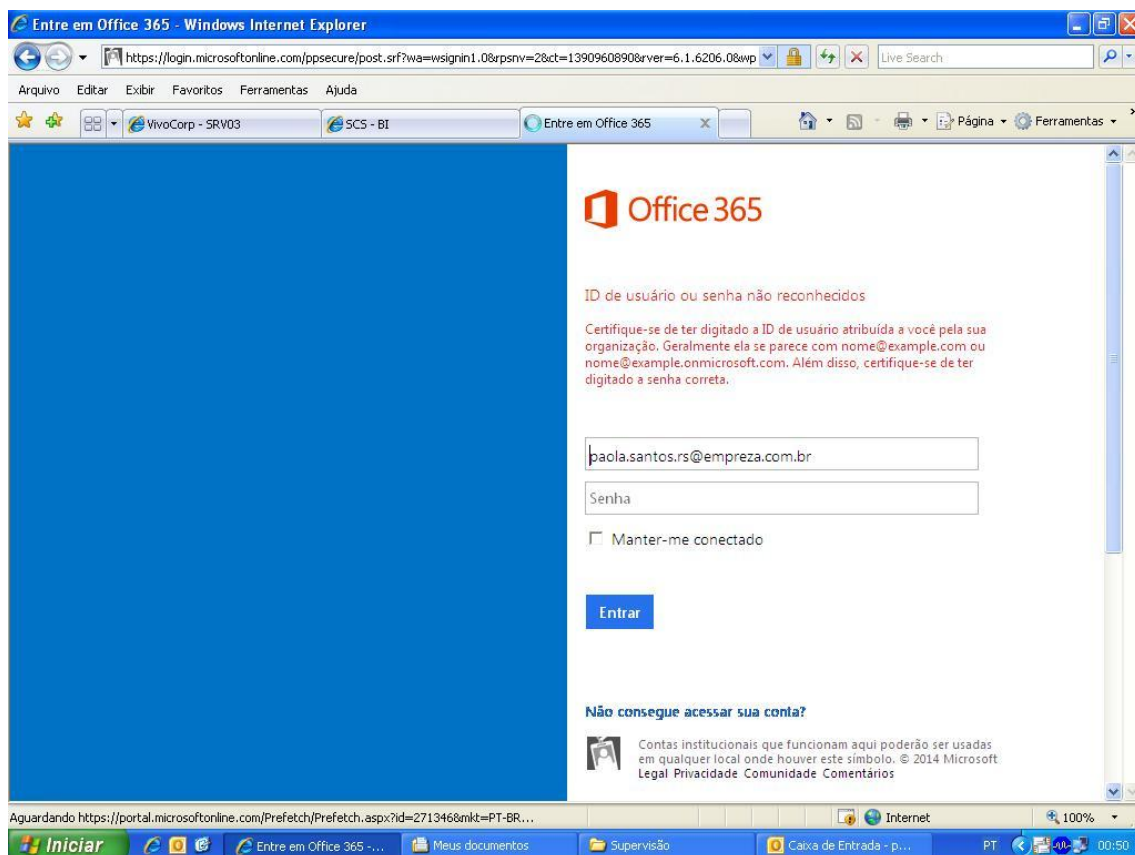 Entre em Office 365 - Windows Internet Explorer
https://login.microsoftonline.com/ppsecure/post.srf?wa=wsignin1.0&rpsnv=2&ct=1390960890&rver=6.1.6206.0&wp
Live Search
Arquivo Editar Exibir Favoritos Ferramentas Ajuda
VivoCorp - SRV03 SCS - BI Entre em Office 365 Página Ferramentas
Office 365
ID de usuário ou senha não reconhecidos
Certifique-se de ter digitado a ID de usuário atribuída a você pela sua
organização. Geralmente ela se parece com nome@example.com ou
nome@example.onmicrosoft.com. Além disso, certifique-se de ter
digitado a senha correta.
paola.santos.rs@empreza.com.br
Senha
Manter-me conectado
Entrar
Não consegue acessar sua conta?
Contas institucionais que funcionam aqui poderão ser usadas
em qualquer local onde houver este símbolo. © 2014 Microsoft
Legal Privacidade Comunidade Comentários
Aguardando https://portal.microsoftonline.com/Prefetch/Prefetch.aspx?id=271346&mkt=PT-BR... Internet 100%
Iniciar Entre em Office 365 -... Meus documentos Supervisão Caixa de Entrada - p... PT 00:50